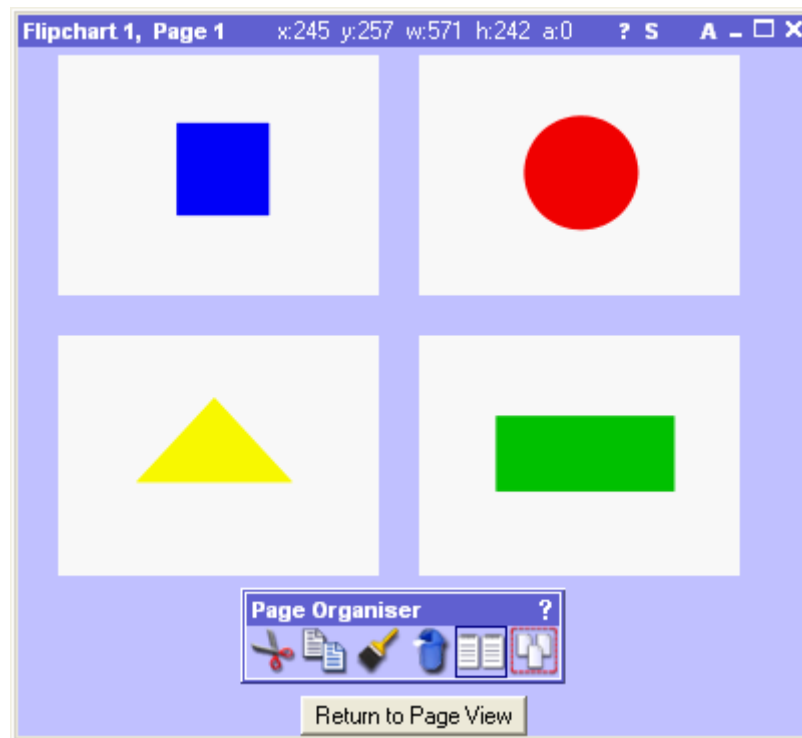 Flipchart 1, Page 1 x:245 y:257 w:571 h:242 a:0 ? S A
Page Organiser ?
Return to Page View